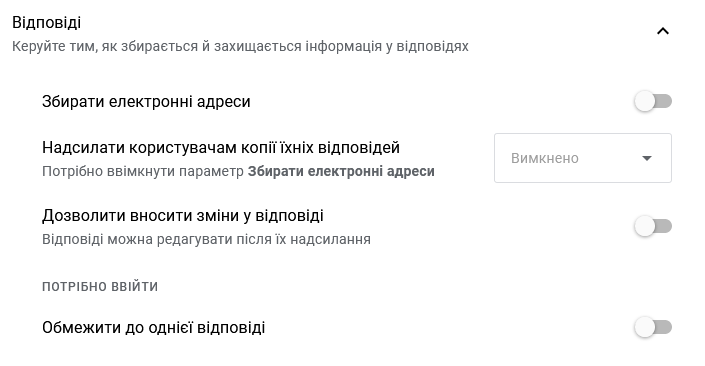 Відповіді
Керуйте тим, як збирається й захищається інформація у відповідях
Збирати електронні адреси
Надсилати користувачам копії їхніх відповідей
Потрібно ввімкнути параметр Збирати електронні адреси
Вимкнено
Дозволити вносити зміни у відповіді
Відповіді можна редагувати після їх надсилання
ПОТРІБНО ВВІЙТИ
Обмежити до однієї відповіді